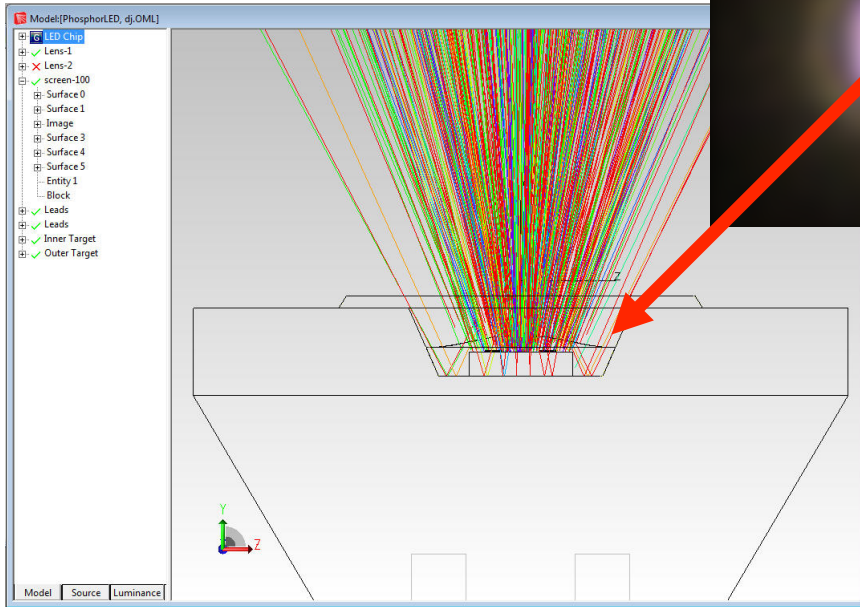 Model:[PhosphorLED, dj.OML]
LED Chip
Lens-1
Lens-2
screen-100
Surface 0
Surface 1
Image
Surface 3
Surface 4
Surface 5
Entity 1
Block
Leads
Leads
Inner Target
Outer Target
Z
Y
Z
Model Source Luminance